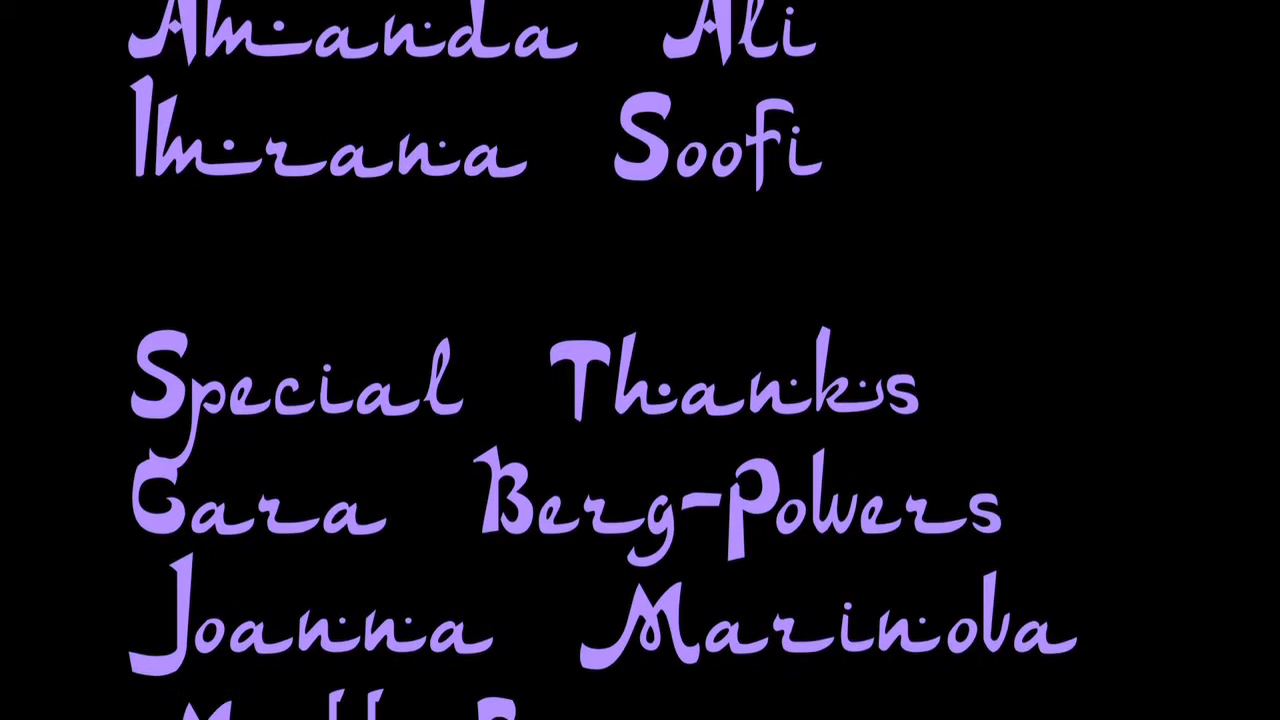 Amanda Ali
Imrana Soofi
Special Thanks
Cara Berg-Powers
Joanna Marinova